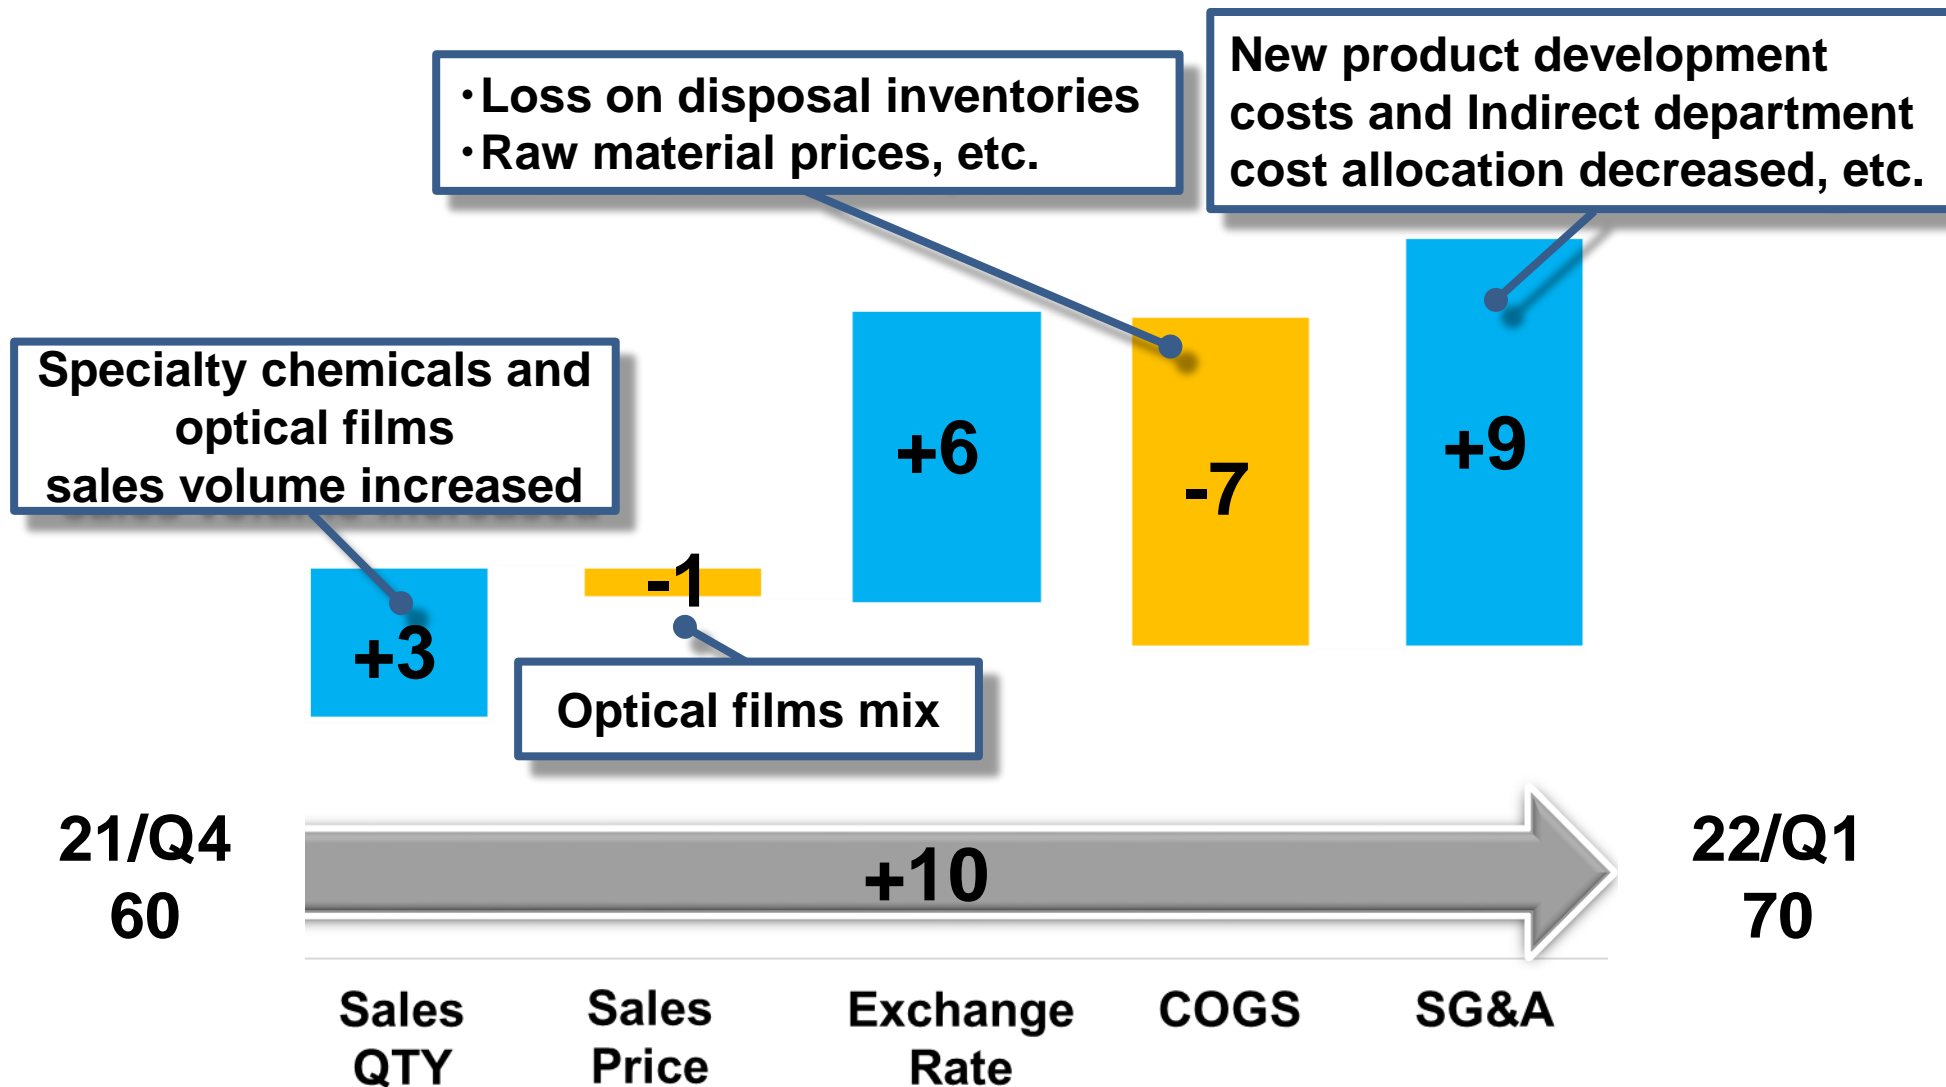 ・Loss on disposal inventories
・Raw material prices, etc.
New product development
costs and Indirect department
cost allocation decreased, etc.
Specialty chemicals and
optical films
sales volume increased
+3
-1
+6
-7
+9
Optical films mix
21/Q4
60
+10
22/Q1
70
Sales
QTY
Sales
Price
Exchange
Rate
COGS
SG&A